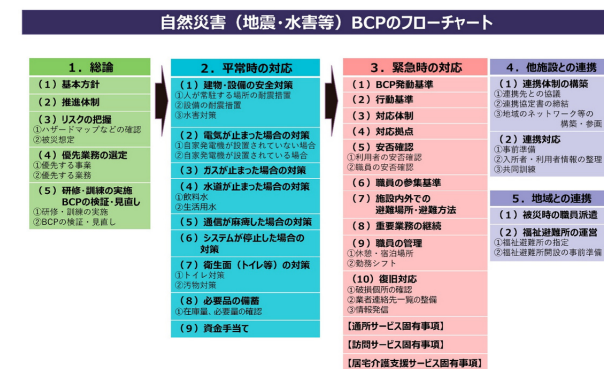 自然災害（地震・水害等）BCPのフローチャート
1．総論
（1）基本方針
（2）推進体制
（3）リスクの把握
①ハザードマップなどの確認
②被災想定
（4）優先業務の選定
①優先する事業
②優先する業務
（5）研修・訓練の実施
BCPの検証・見直し
①研修・訓練の実施
②BCPの検証・見直し
2．平常時の対応
（1）建物・設備の安全対策
①人が常駐する場所の耐震措置
②設備の耐震措置
③水害対策
（2）電気が止まった場合の対策
①自家発電機が設置されていない場合
②自家発電機が設置されている場合
（3）ガスが止まった場合の対策
（4）水道が止まった場合の対策
①飲料水
②生活用水
（5）通信が麻痺した場合の対策
（6）システムが停止した場合の
対策
（7）衛生面（トイレ等）の対策
①トイレ対策
②汚物対策
（8）必要品の備蓄
①在庫量、必要量の確認
（9）資金手当て
3．緊急時の対応
（1）BCP発動基準
（2）行動基準
（3）対応体制
（4）対応拠点
（5）安否確認
①利用者の安否確認
②職員の安否確認
（6）職員の参集基準
（7）施設内外での
避難場所・避難方法
（8）重要業務の継続
（9）職員の管理
①休憩・宿泊場所
②勤務シフト
（10）復旧対応
①破損個所の確認
②業者連絡先一覧の整備
③情報発信
【通所サービス固有事項】
【訪問サービス固有事項】
【居宅介護支援サービス固有事項】
4．他施設との連携
（1）連携体制の構築
①連携先との協議
②連携協定書の締結
③地域のネットワーク等の
構築・参画
（2）連携対応
①事前準備
②入所者・利用者情報の整理
③共同訓練
5．地域との連携
（1）被災時の職員派遣
（2）福祉避難所の運営
①福祉避難所の指定
②福祉避難所開設の事前準備